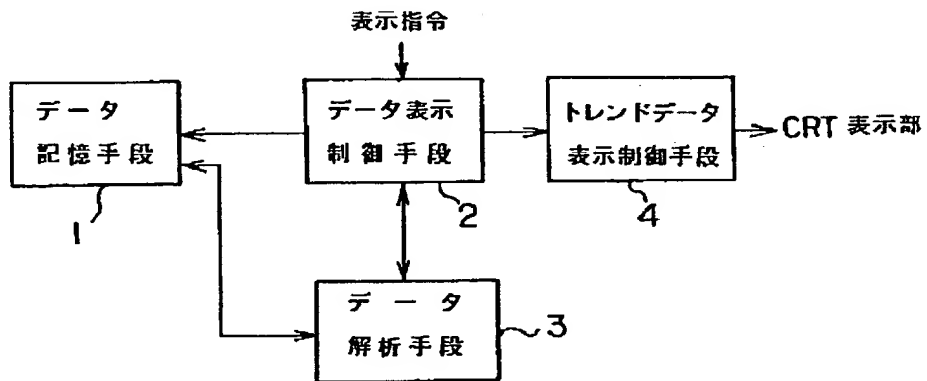 表示指令
データ
記憶手段
1
データ表示
制御手段
2
トレンドデータ
表示制御手段
4
CRT 表示部
データ
解析手段
3